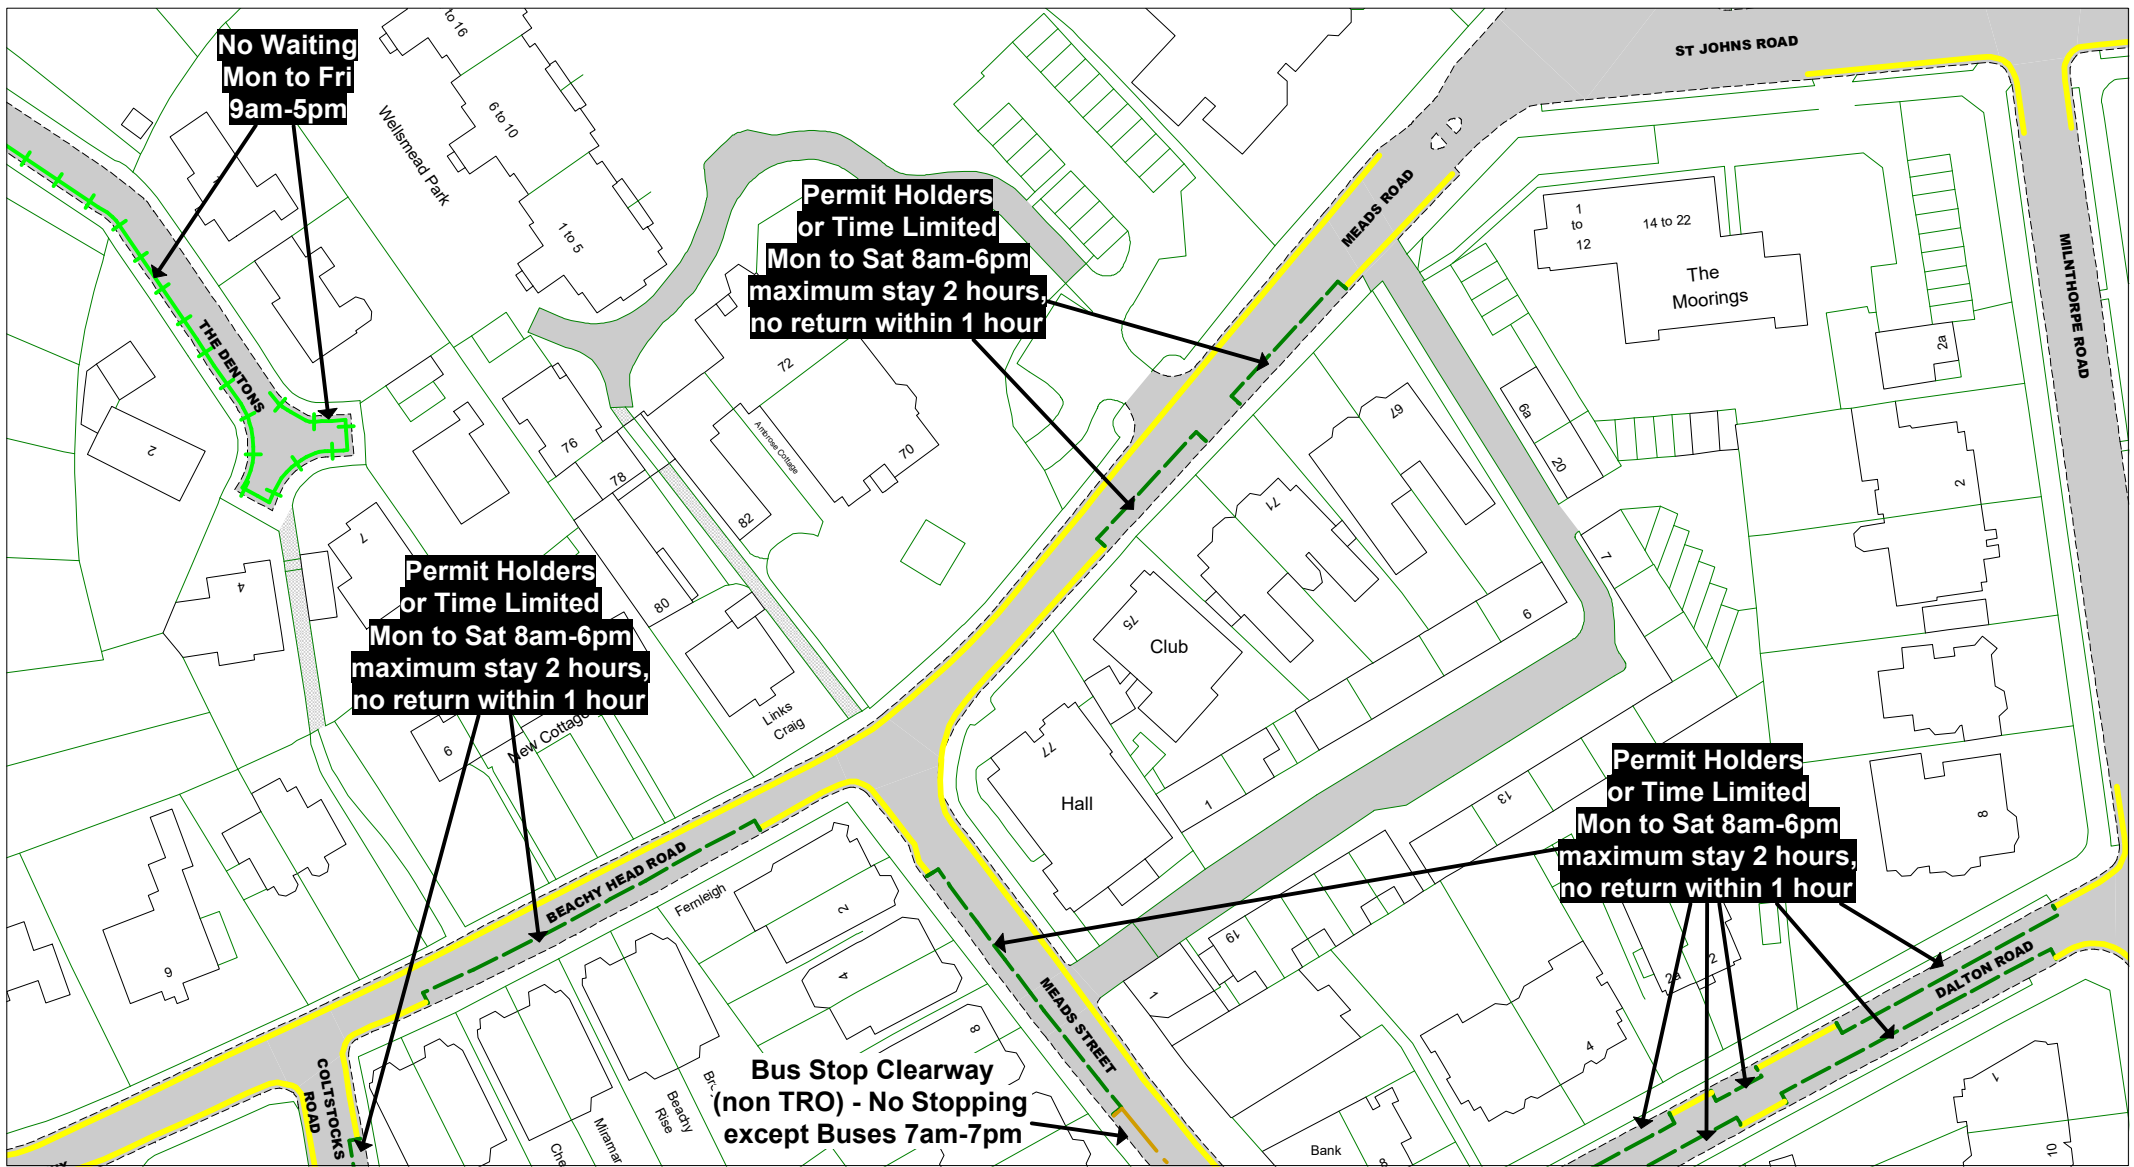 No Waiting
Mon to Fri
9am-5pm
to 16
6 to 10
1 to 5
Wellsmead Park
THE DENTONS
Permit Holders
or Time Limited
Mon to Sat 8am-6pm
maximum stay 2 hours,
no return within 1 hour
ST JOHNS ROAD
MEADS ROAD
MILNTHORPE ROAD
1
to
12
14 to 22
The
Moorings
2a
2
8
6a
20
7
67
71
75
Club
77
Hall
9
1
13
72
70
Ambrose Cottage
76
78
82
80
Links
Craig
2
7
4
Permit Holders
or Time Limited
Mon to Sat 8am-6pm
maximum stay 2 hours,
no return within 1 hour
9
New Cottage
6
BEACHY HEAD ROAD
Fernleigh
2
4
8
COLTSTOCKS
ROAD
Miramar
Beachy
Rise
MEADS STREET
Bus Stop Clearway
(non TRO) - No Stopping
except Buses 7am-7pm
Permit Holders
or Time Limited
Mon to Sat 8am-6pm
maximum stay 2 hours,
no return within 1 hour
19
1
2a
2
4
DALTON ROAD
Bank
1
10